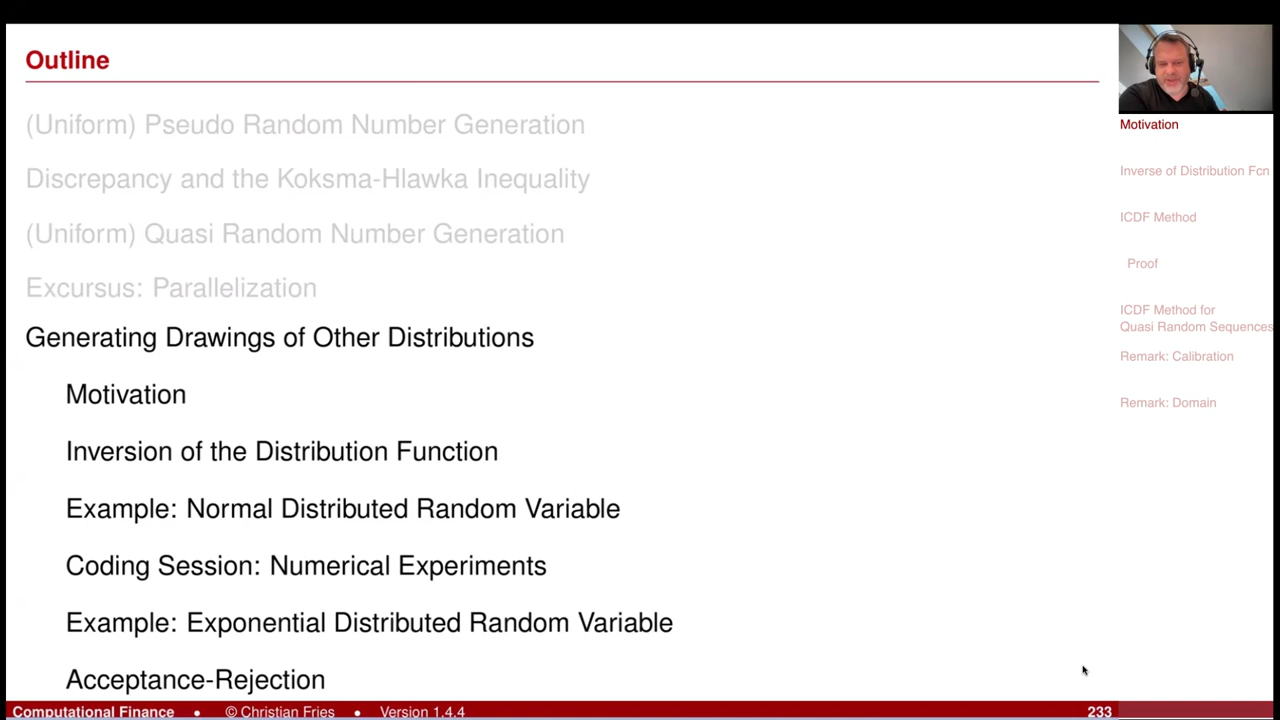 Outline
(Uniform) Pseudo Random Number Generation
Discrepancy and the Koksma-Hlawka Inequality
(Uniform) Quasi Random Number Generation
Excursus: Parallelization
Generating Drawings of Other Distributions
Motivation
Inversion of the Distribution Function
Example: Normal Distributed Random Variable
Coding Session: Numerical Experiments
Example: Exponential Distributed Random Variable
Acceptance-Rejection
Motivation
Inverse of Distribution Fcn
ICDF Method
Proof
ICDF Method for
Quasi Random Sequences
Remark: Calibration
Remark: Domain
Computational Finance • © Christian Fries • Version 1.4.4 233